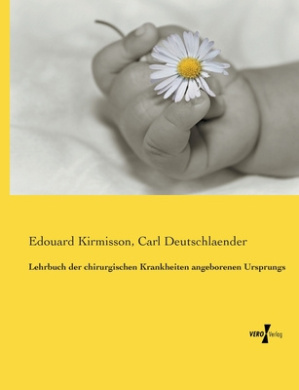 Edouard Kirmisson, Carl Deutschlaender
Lehrbuch der chirurgischen Krankheiten angeborenen Ursprungs
VERO Verlag